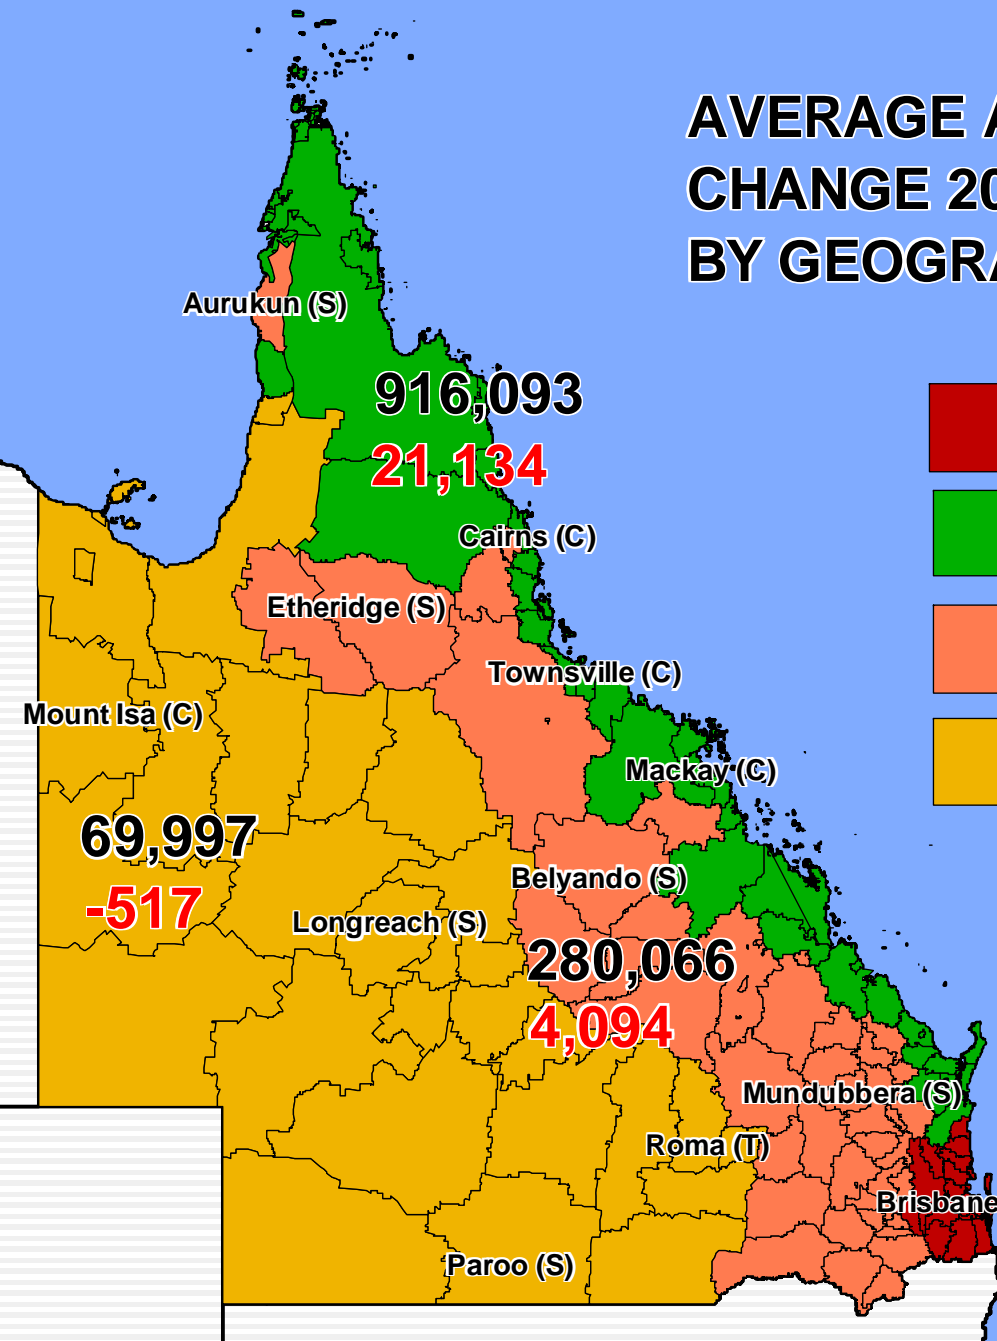 AVERAGE A
CHANGE 20
BY GEOGRA
Aurukun (S)
916,093
21,134
Cairns (C)
Etheridge (S)
Townsville (C)
Mount Isa (C)
Mackay (C)
69,997
-517
Belyando (S)
Longreach (S)
280,066
4,094
Mundubbera (S)
Roma (T)
Brisbane
Paroo (S)